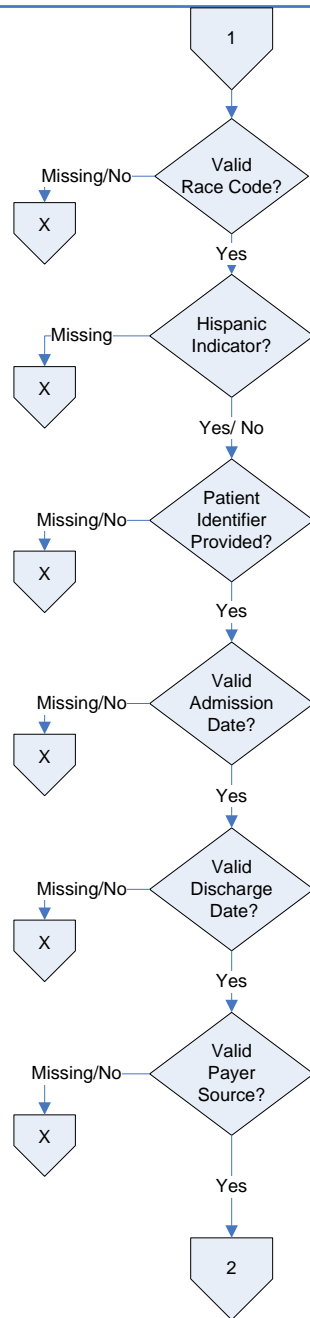 1
Valid
Race Code?
Missing/No
X
Yes
Hispanic
Indicator?
Missing
X
Yes/ No
Patient
Identifier
Provided?
Missing/No
X
Yes
Valid
Admission
Date?
Missing/No
X
Yes
Valid
Discharge
Date?
Missing/No
X
Yes
Valid
Payer
Source?
Missing/No
X
Yes
2